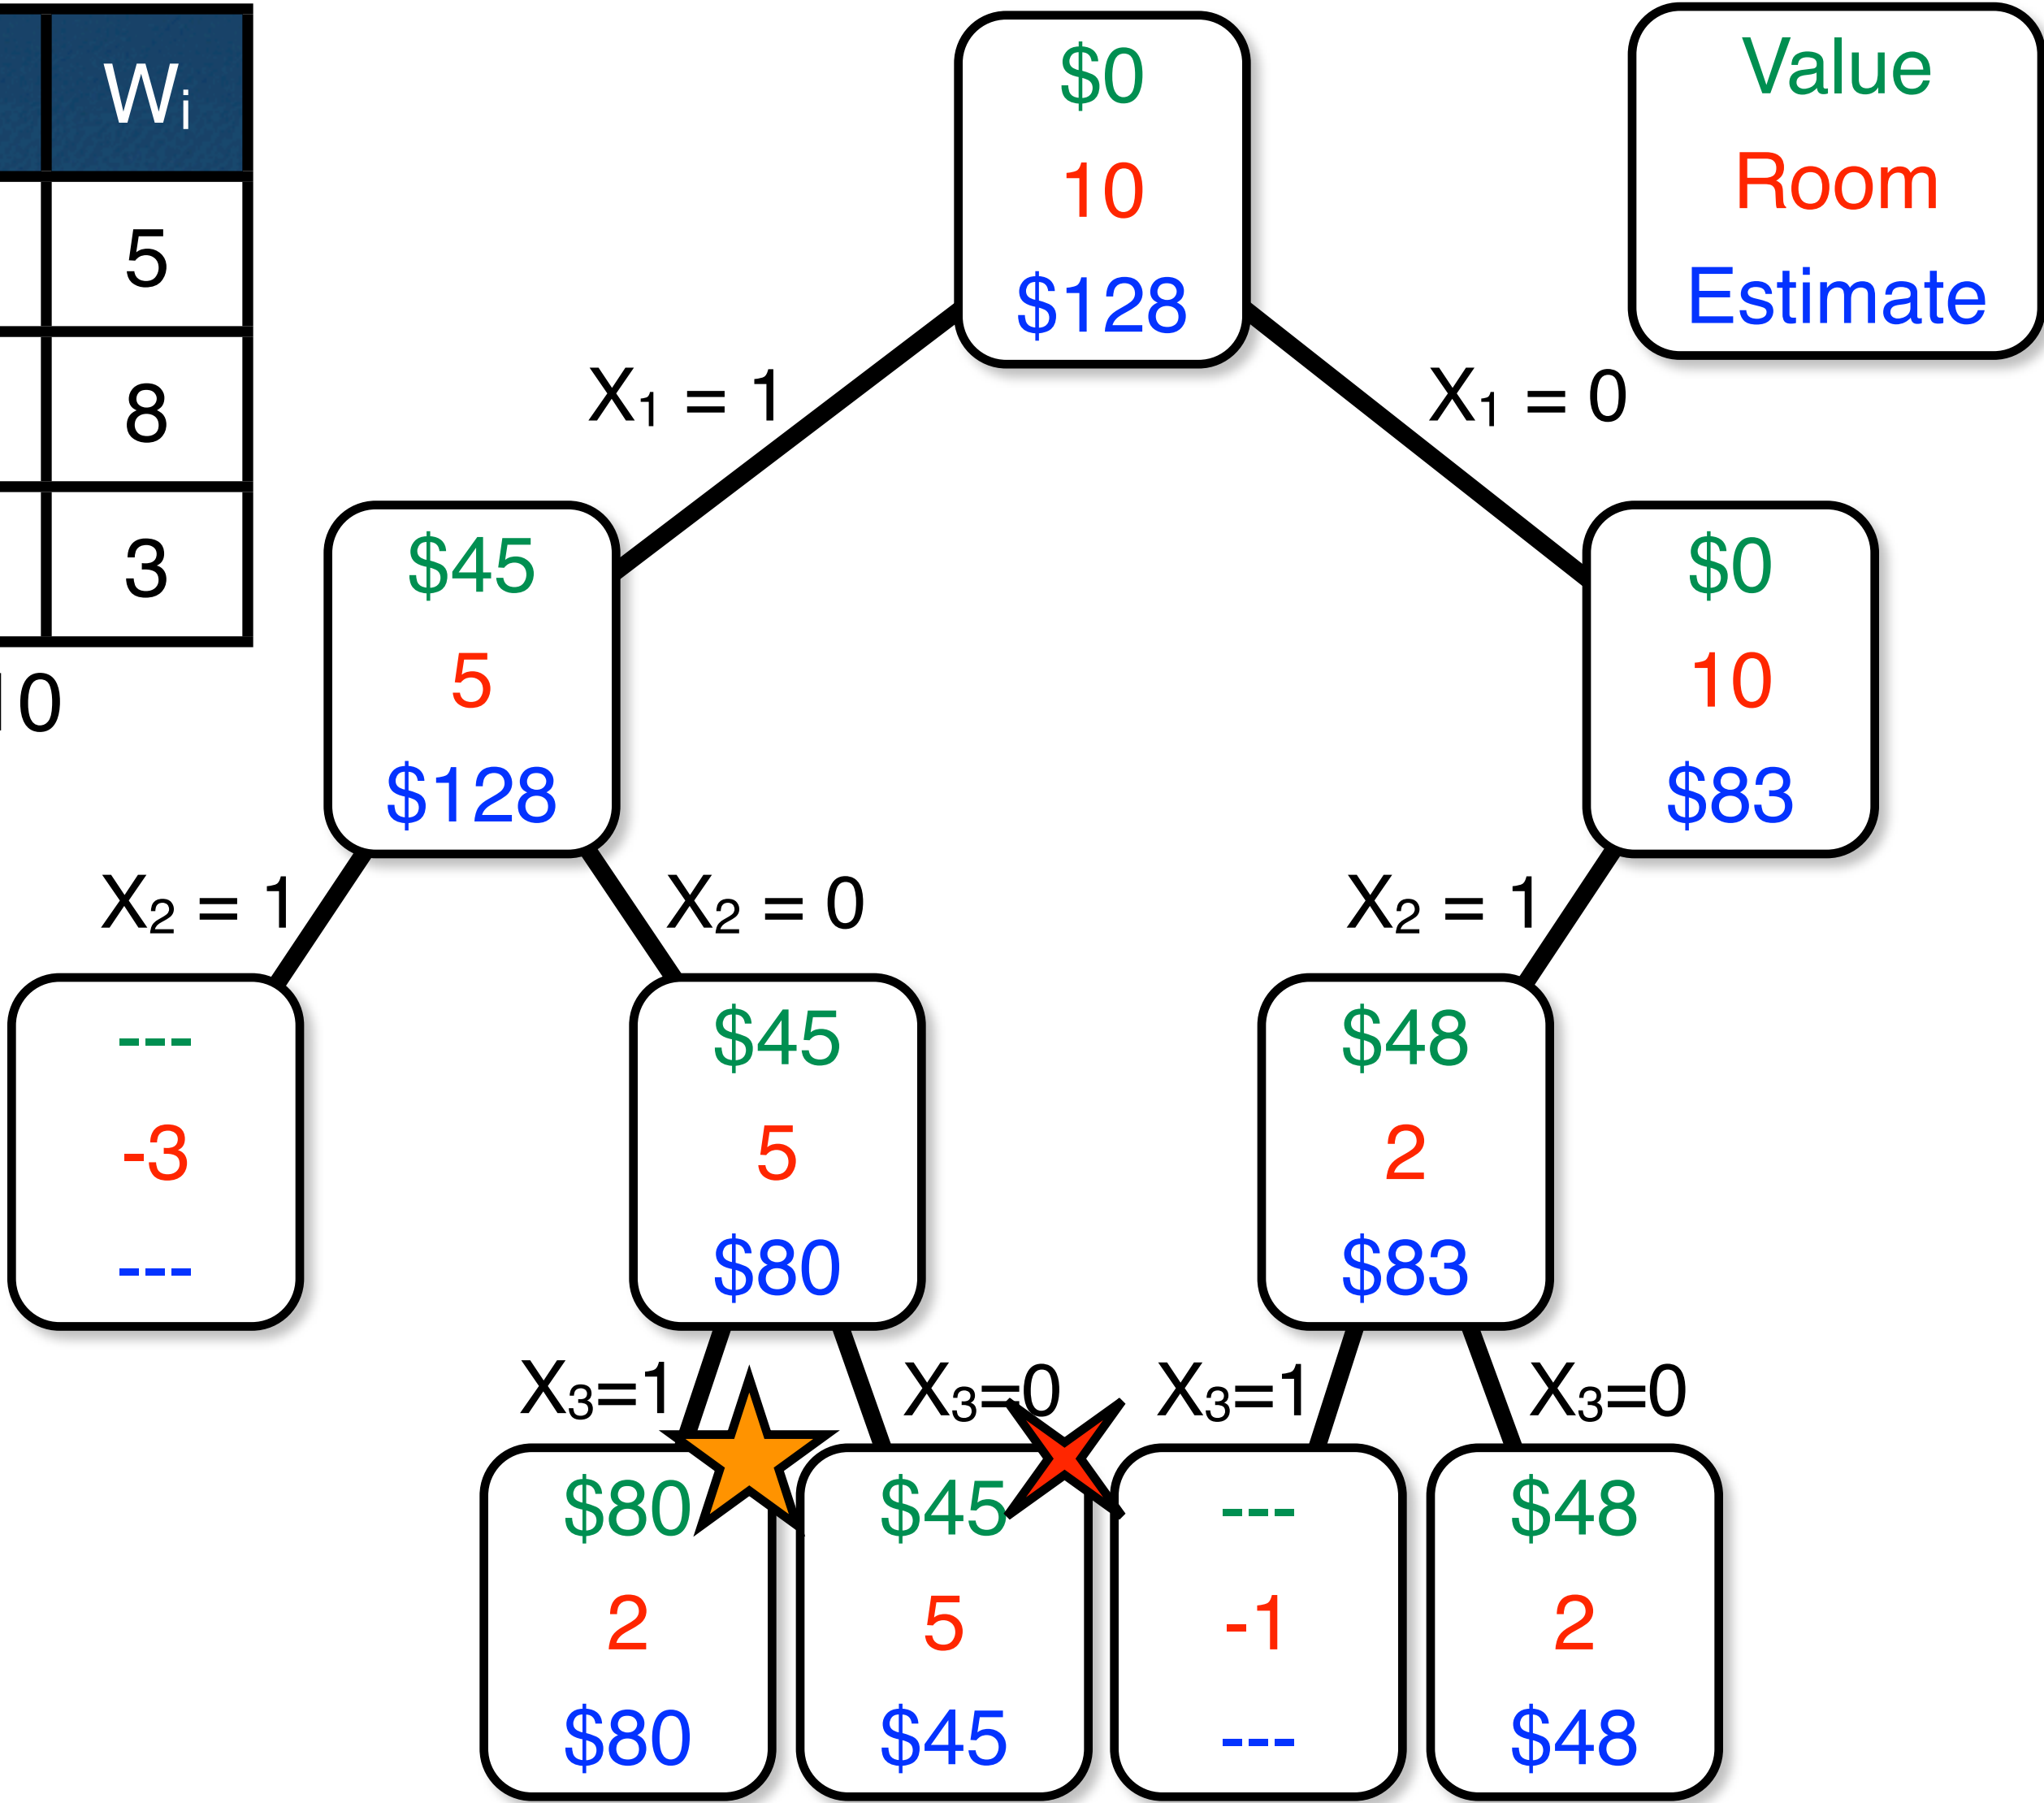 W₁
5
8
3
10
Value
Room
Estimate
$0
10
$128
X₁ = 1
X₁ = 0
$45
5
$128
$0
10
$83
X₂ = 1
X₂ = 0
X₂ = 1
---
-3
---
$45
5
$80
$48
2
$83
X₃=1
X₃=0
X₃=1
X₃=0
$80
2
$80
$45
5
$45
---
-1
---
$48
2
$48